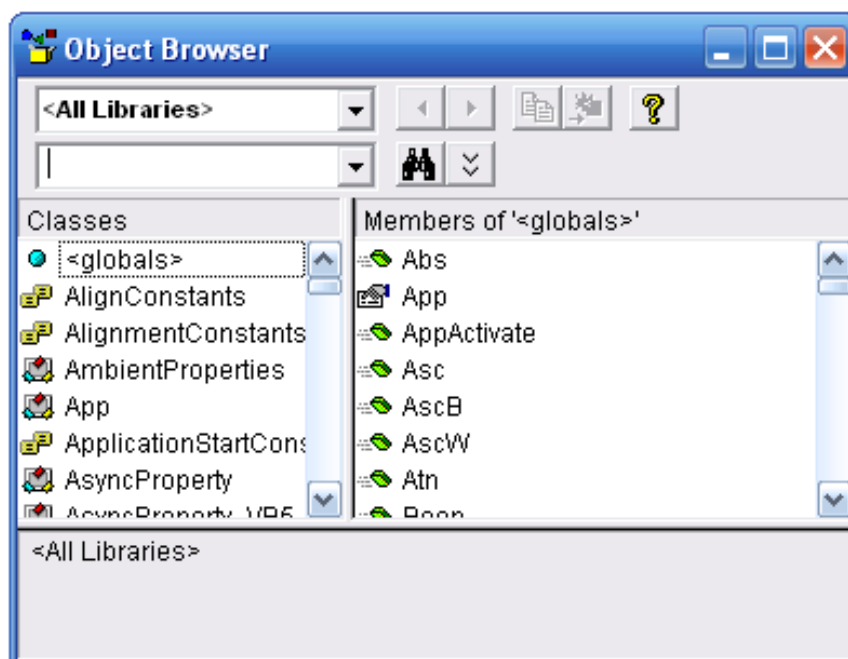 Object Browser
<All Libraries>
Classes
Members of '<globals>'
<globals>
AlignConstants
AlignmentConstants
AmbientProperties
App
ApplicationStartCons
AsyncProperty
Abs
App
AppActivate
Asc
AscB
AscW
Atn
<All Libraries>